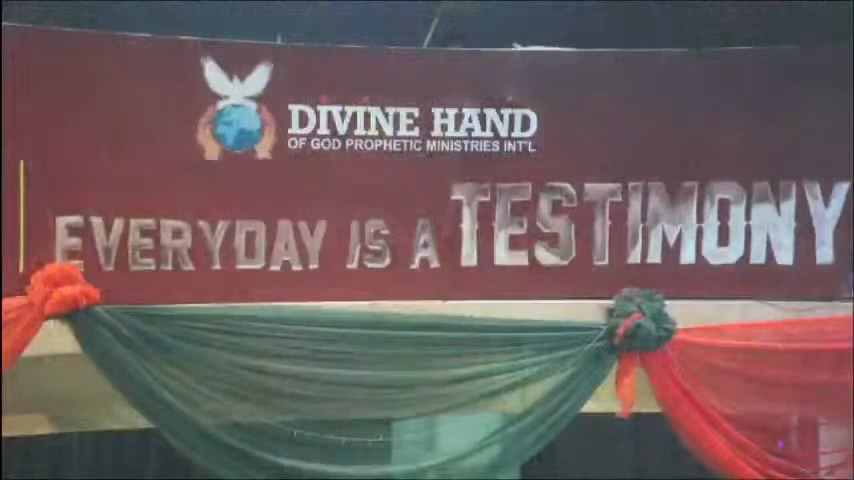 DIVINE HAND
OF GOD PROPHETIC MINISTRIES INT'L
EVERYDAY IS A TESTIMONY